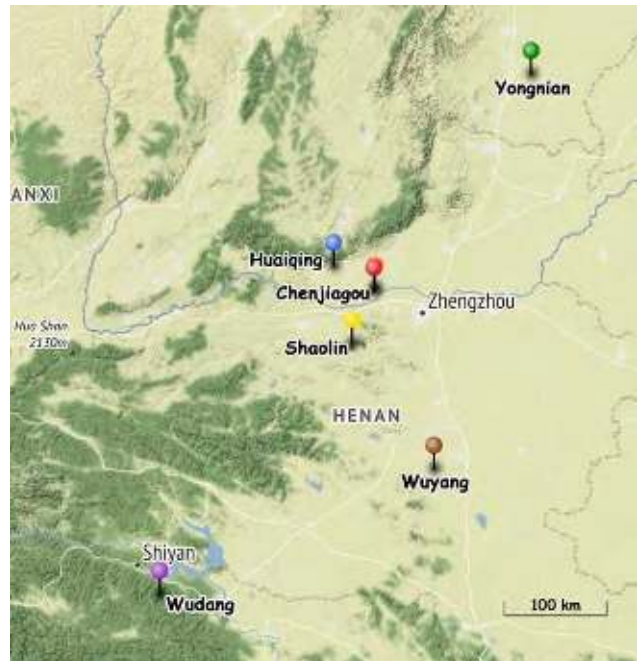 Yongnian
ANXI
Huaiqing
Chenjiagou
Zhengzhou
Hua Shan
2130m
Shaolin
HENAN
Wuyang
Shiyan
Wudang
100 km